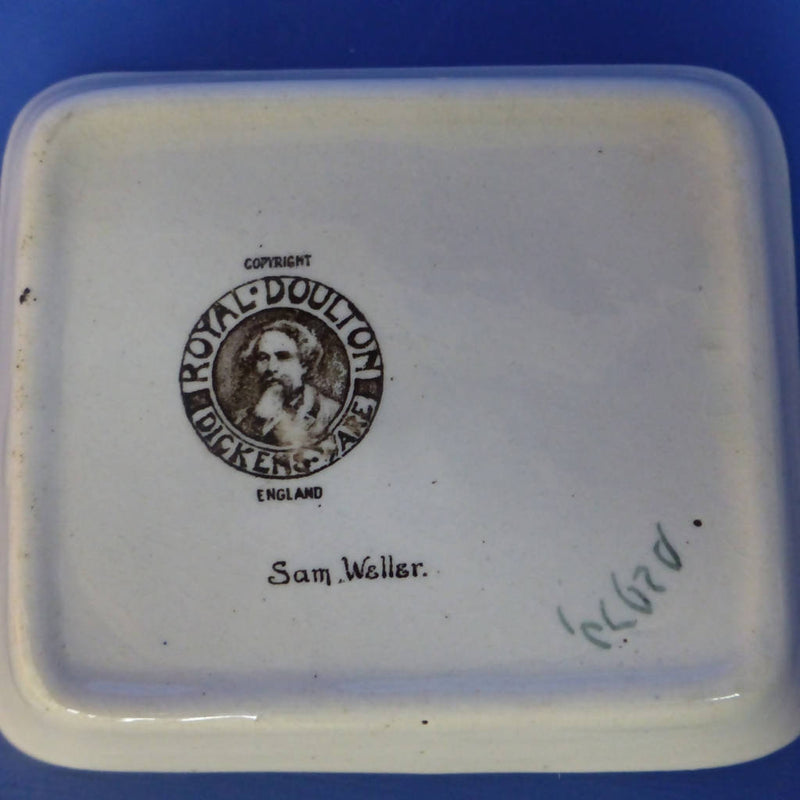 COPYRIGHT
ROYAL·DOULTON
DICKENS·WARE
ENGLAND
Sam Weller.